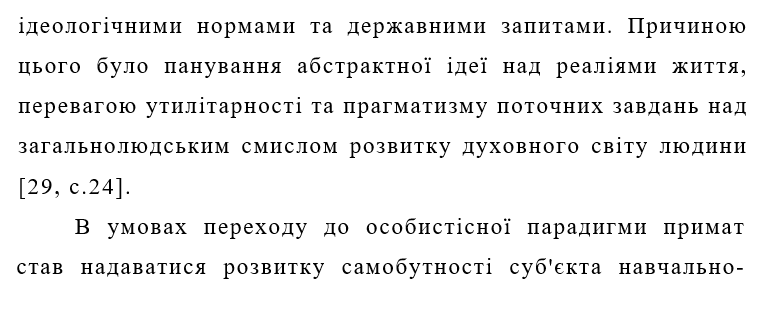 ідеологічними нормами та державними запитами. Причиною
цього було панування абстрактної ідеї над реаліями життя,
перевагою утилітарності та прагматизму поточних завдань над
загальнолюдським смислом розвитку духовного світу людини
[29, с.24].
В умовах переходу до особистісної парадигми примат
став надаватися розвитку самобутності суб'єкта навчально-